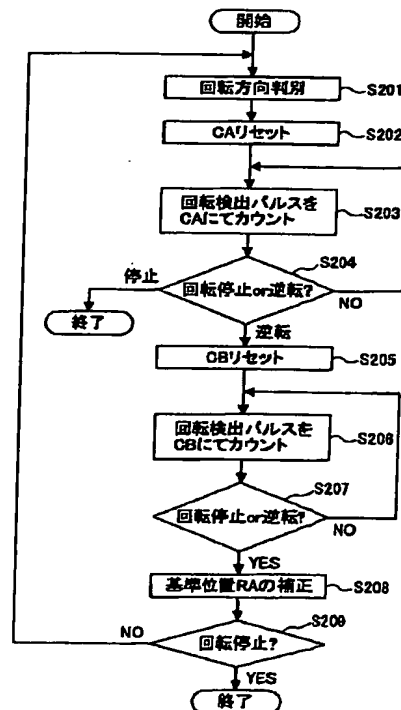 開始
回転方向判別
S201
CAリセット
S202
回転検出パルスを
CAにてカウント
S203
S204
回転停止or逆転?
停止
NO
終了
逆転
CBリセット
S205
回転検出パルスを
CBにてカウント
S206
S207
回転停止or逆転?
NO
YES
基準位置RAの補正
S208
S209
NO
回転停止?
YES
終了